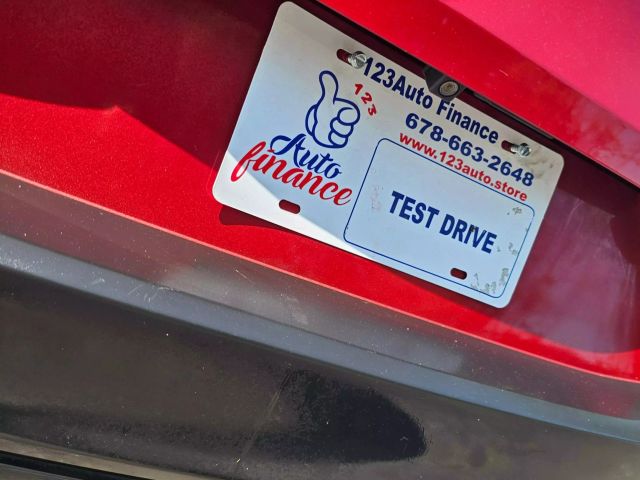 123Auto Finance
678-663-2648
www.123auto.store
123
Auto
finance
TEST DRIVE